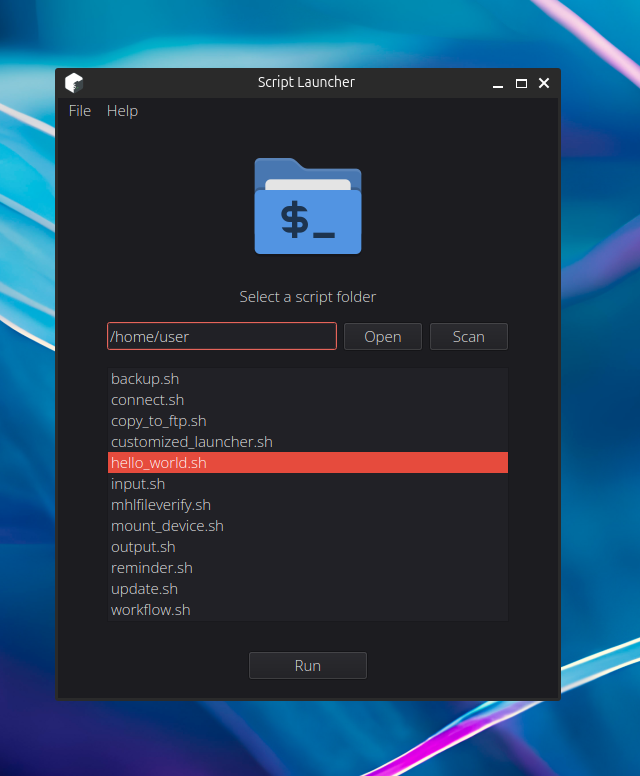 Script Launcher
File Help
$_
Select a script folder
/home/user Open Scan
backup.sh
connect.sh
copy_to_ftp.sh
customized_launcher.sh
hello_world.sh
input.sh
mhlfileverify.sh
mount_device.sh
output.sh
reminder.sh
update.sh
workflow.sh
Run